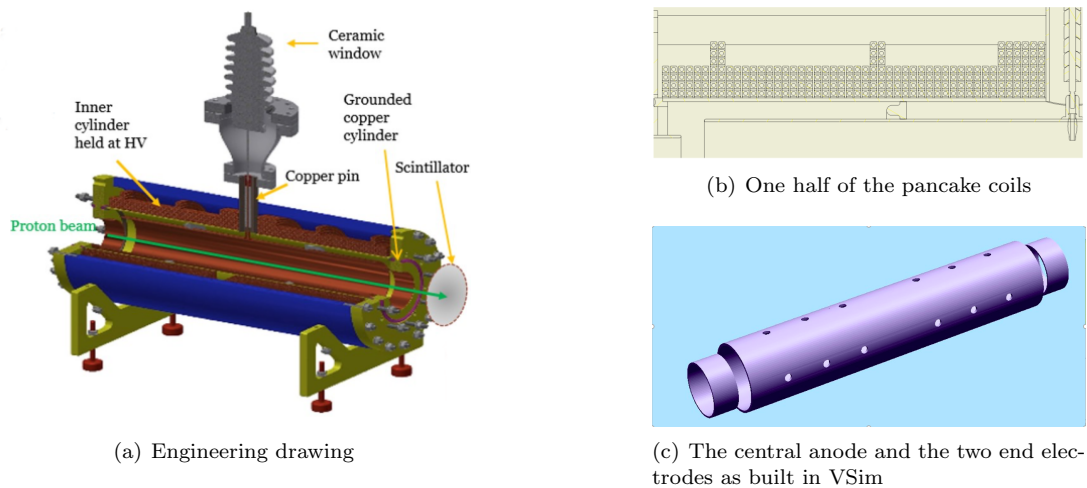 Ceramic
window
Grounded
copper
cylinder
Scintillator
Inner
cylinder
held at HV
Copper pin
Proton beam
(a) Engineering drawing
(b) One half of the pancake coils
(c) The central anode and the two end elec-
trodes as built in VSim